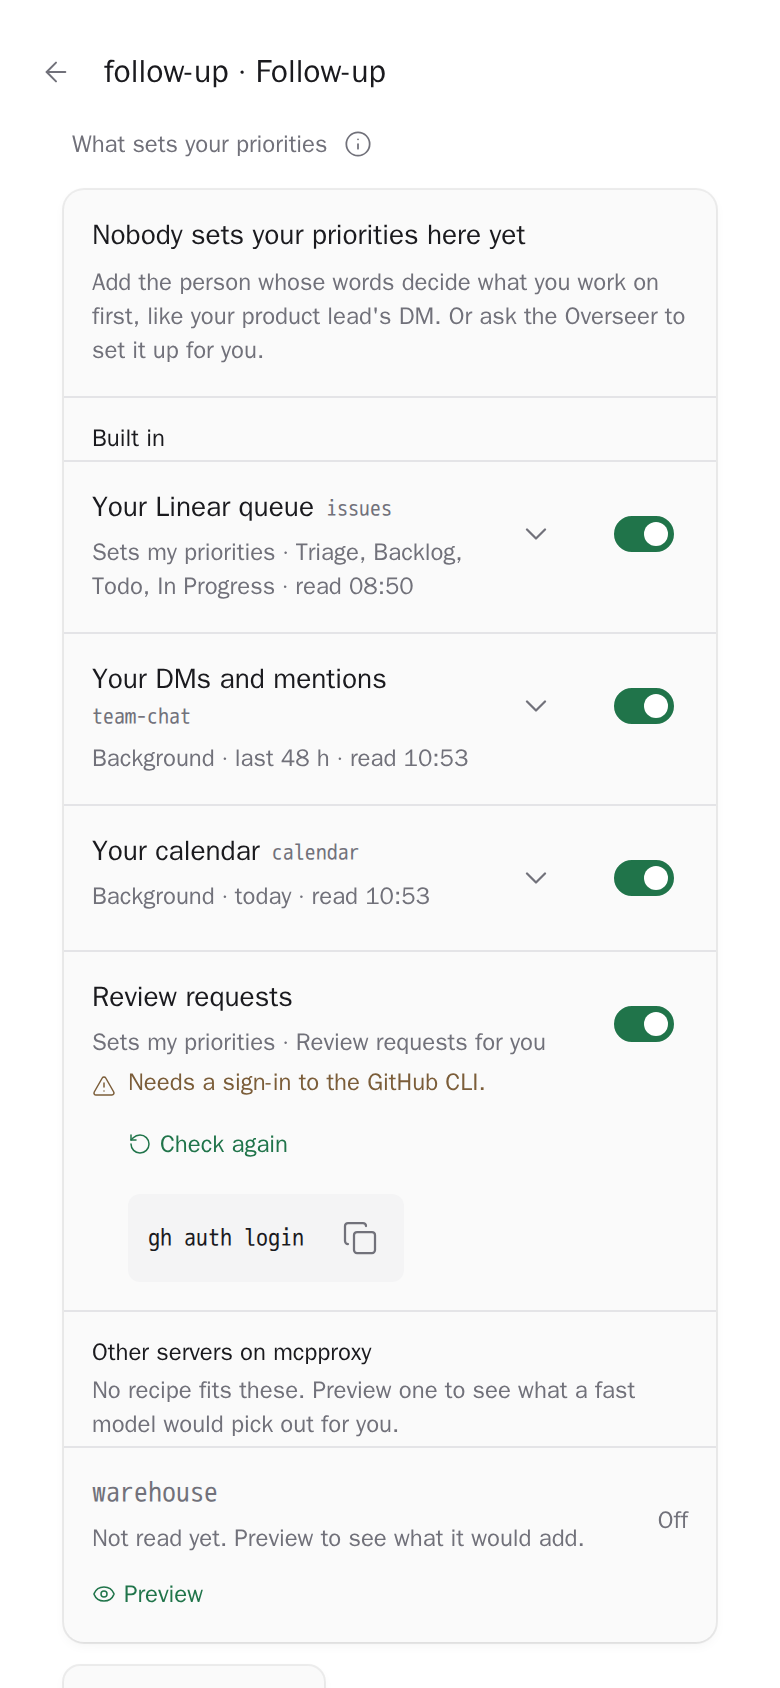 follow-up · Follow-up
What sets your priorities
Nobody sets your priorities here yet
Add the person whose words decide what you work on
first, like your product lead's DM. Or ask the Overseer to
set it up for you.
Built in
Your Linear queue issues
Sets my priorities · Triage, Backlog,
Todo, In Progress · read 08:50
Your DMs and mentions
team-chat
Background · last 48 h · read 10:53
Your calendar calendar
Background · today · read 10:53
Review requests
Sets my priorities · Review requests for you
Needs a sign-in to the GitHub CLI.
Check again
gh auth login
Other servers on mcpproxy
No recipe fits these. Preview one to see what a fast
model would pick out for you.
warehouse
Off
Not read yet. Preview to see what it would add.
Preview